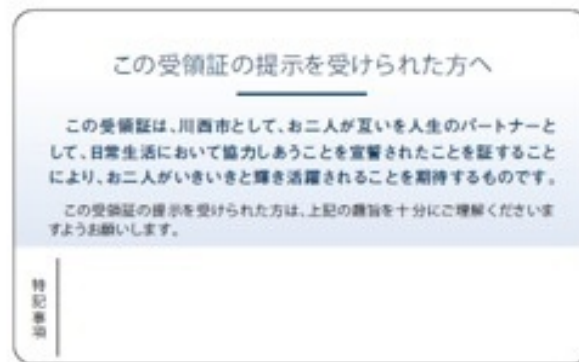 この受領証の提示を受けられた方へ
この受領証は、川西市として、お二人が互いを人生のパートナーと
して、日常生活において協力しあうことを宣誓されたことを証すること
により、お二人がいきいきと輝き活躍されることを期待するものです。
この受領証の提示を受けられた方は、上記の趣旨を十分にご理解くださいま
すようお願いします。
特記事項